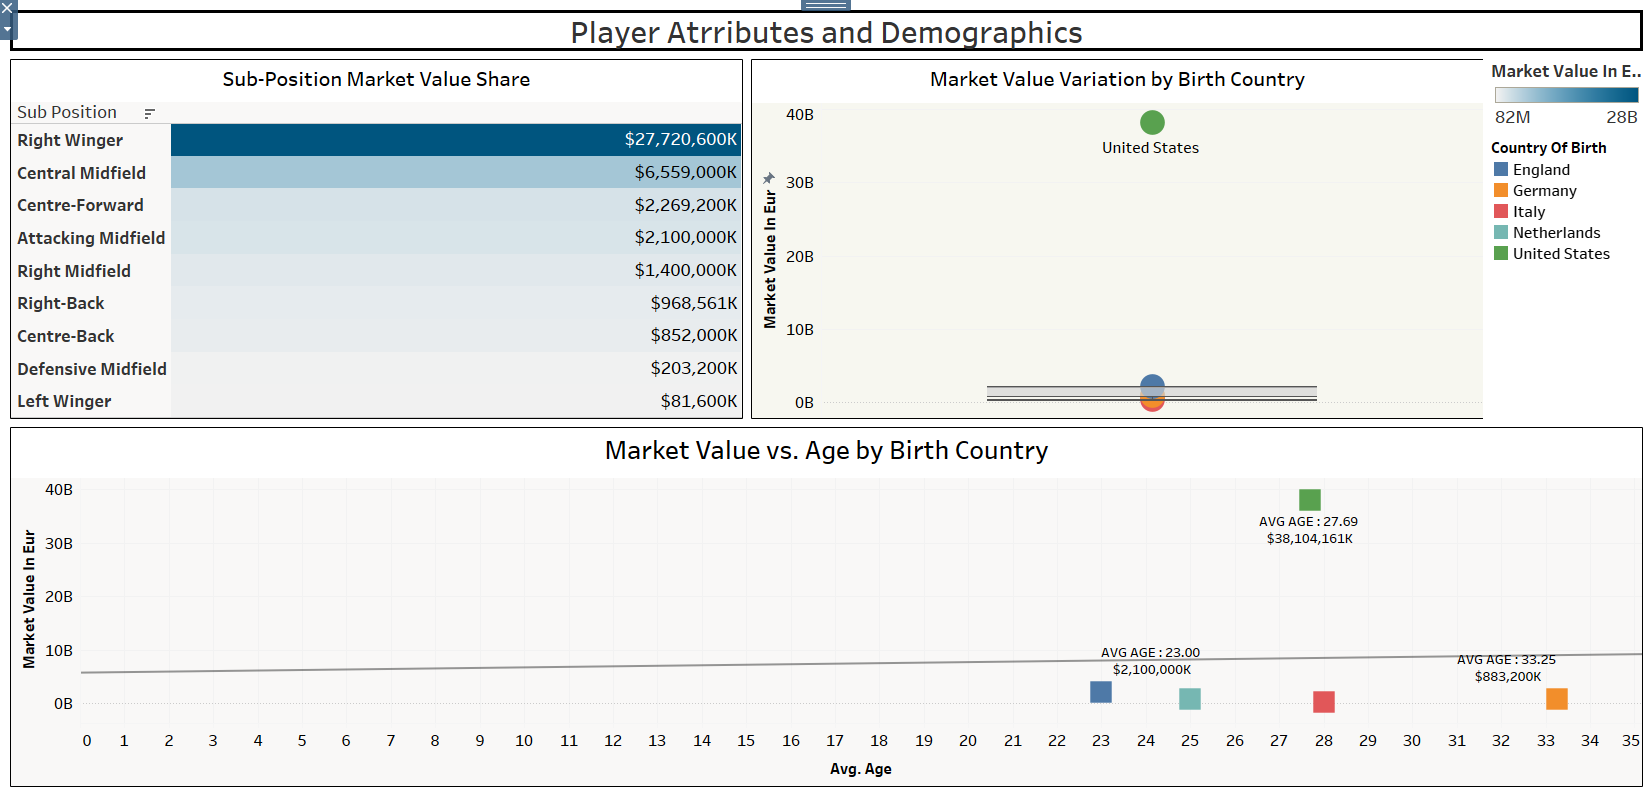 Player Atrributes and Demographics
Sub-Position Market Value Share
Sub Position
Right Winger $27,720,600K
Central Midfield $6,559,000K
Centre-Forward $2,269,200K
Attacking Midfield $2,100,000K
Right Midfield $1,400,000K
Right-Back $968,561K
Centre-Back $852,000K
Defensive Midfield $203,200K
Left Winger $81,600K
Market Value Variation by Birth Country
Market Value In Eur
40B
30B
20B
10B
0B
United States
Market Value In E..
82M 28B
Country Of Birth
England
Germany
Italy
Netherlands
United States
Market Value vs. Age by Birth Country
Market Value In Eur
40B
30B
20B
10B
0B
AVG AGE : 27.69
$38,104,161K
AVG AGE : 23.00
$2,100,000K
AVG AGE : 33.25
$883,200K
0 1 2 3 4 5 6 7 8 9 10 11 12 13 14 15 16 17 18 19 20 21 22 23 24 25 26 27 28 29 30 31 32 33 34 35
Avg. Age